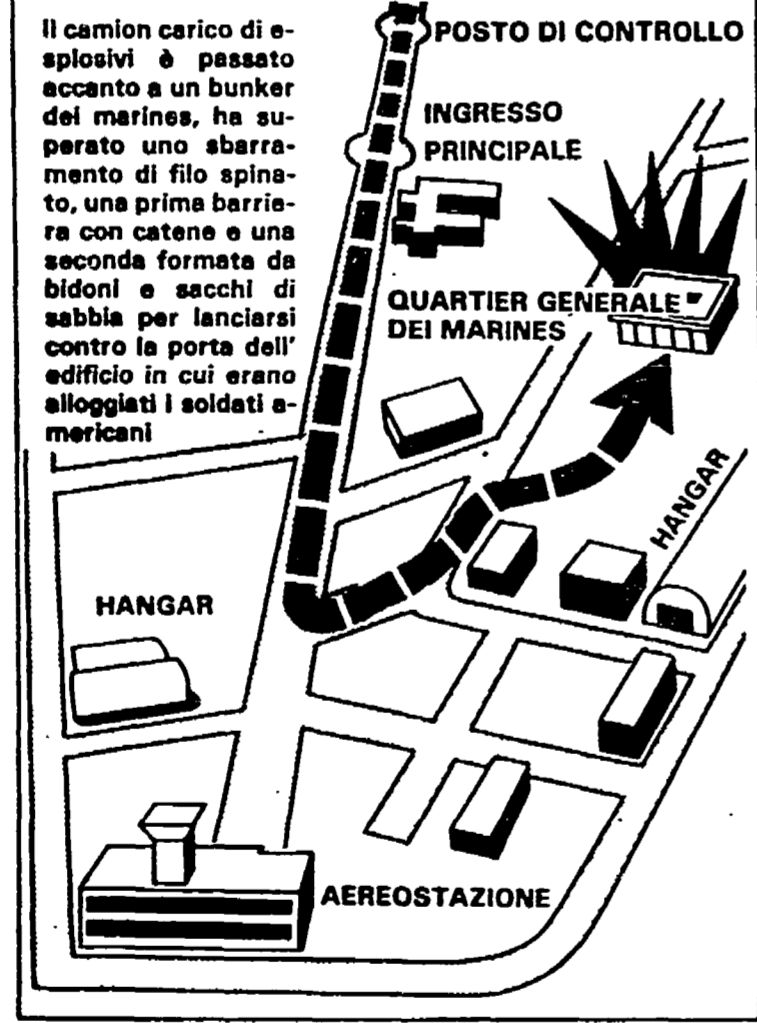 Il camion carico di e-
splosivi è passato
accanto a un bunker
dei marines, ha su-
perato uno sbarra-
mento di filo spina-
to, una prima barrie-
ra con catene e una
seconda formata da
bidoni e sacchi di
sabbia per lanciarsi
contro la porta dell'
edificio in cui erano
alloggiati i soldati a-
mericani
POSTO DI CONTROLLO
INGRESSO
PRINCIPALE
QUARTIER GENERALE
DEI MARINES
HANGAR
HANGAR
AEREOSTAZIONE